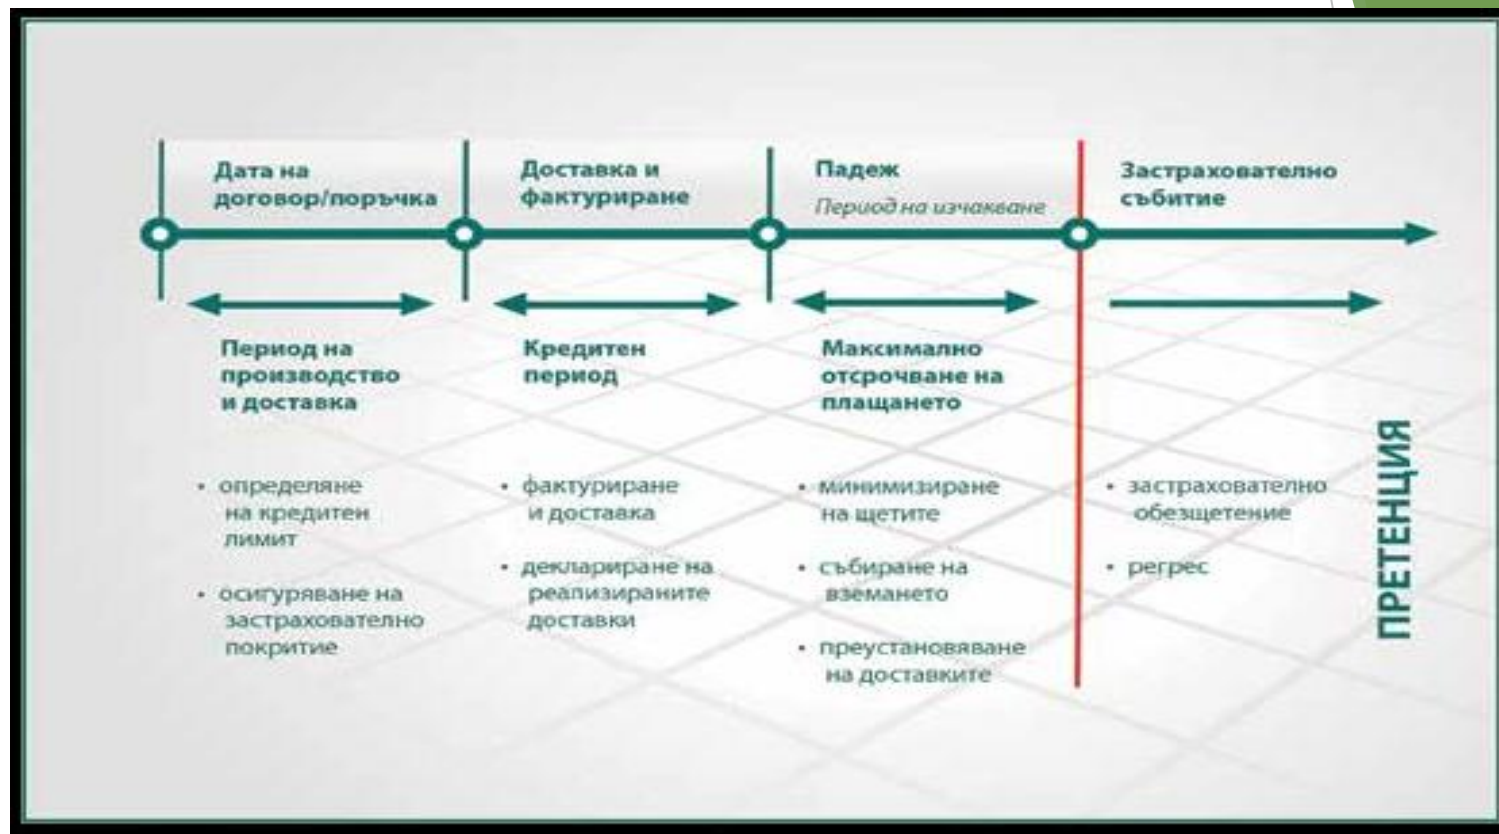 Дата на
договор/поръчка
Доставка и
фактуриране
Падеж
Период на изчакване
Застрахователно
събитие
Период на
производство
и доставка
Кредитен
период
Максимално
отсрочване на
плащането
• определяне
на кредитен
лимит
• осигуряване на
застрахователно
покритие
• фактуриране
и доставка
• деклариране на
реализираните
доставки
• минимизиране
на щетите
• събиране на
вземането
• преустановяване
на доставките
• застрахователно
обезщетение
• регрес
ПРЕТЕНЦИЯ